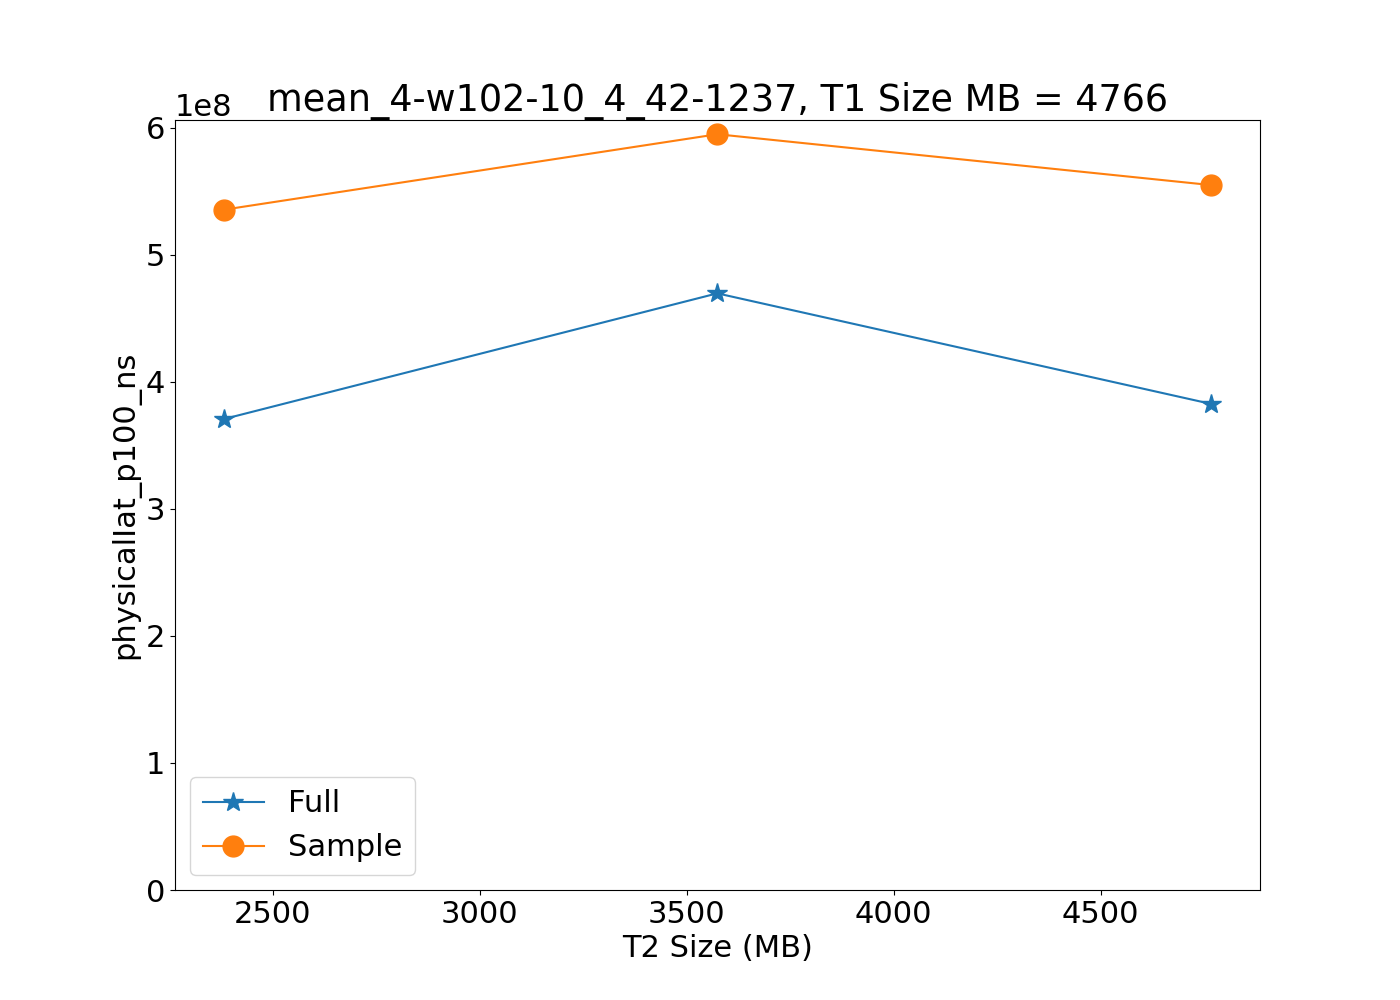 mean_4-w102-10_4_42-1237, T1 Size MB = 4766
1e8
6
5
4
3
2
1
0
physicallat_p100_ns
Full
Sample
2500 3000 3500 4000 4500
T2 Size (MB)